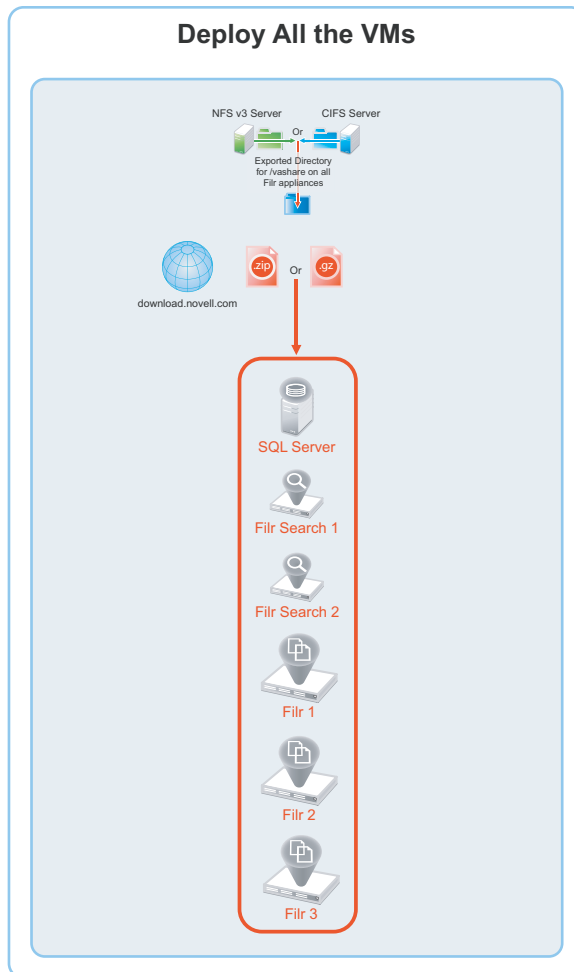 Deploy All the VMs
NFS v3 Server
CIFS Server
Or
Exported Directory
for /vashare on all
Filr appliances
.zip
Or
.gz
download.novell.com
SQL Server
Filr Search 1
Filr Search 2
Filr 1
Filr 2
Filr 3